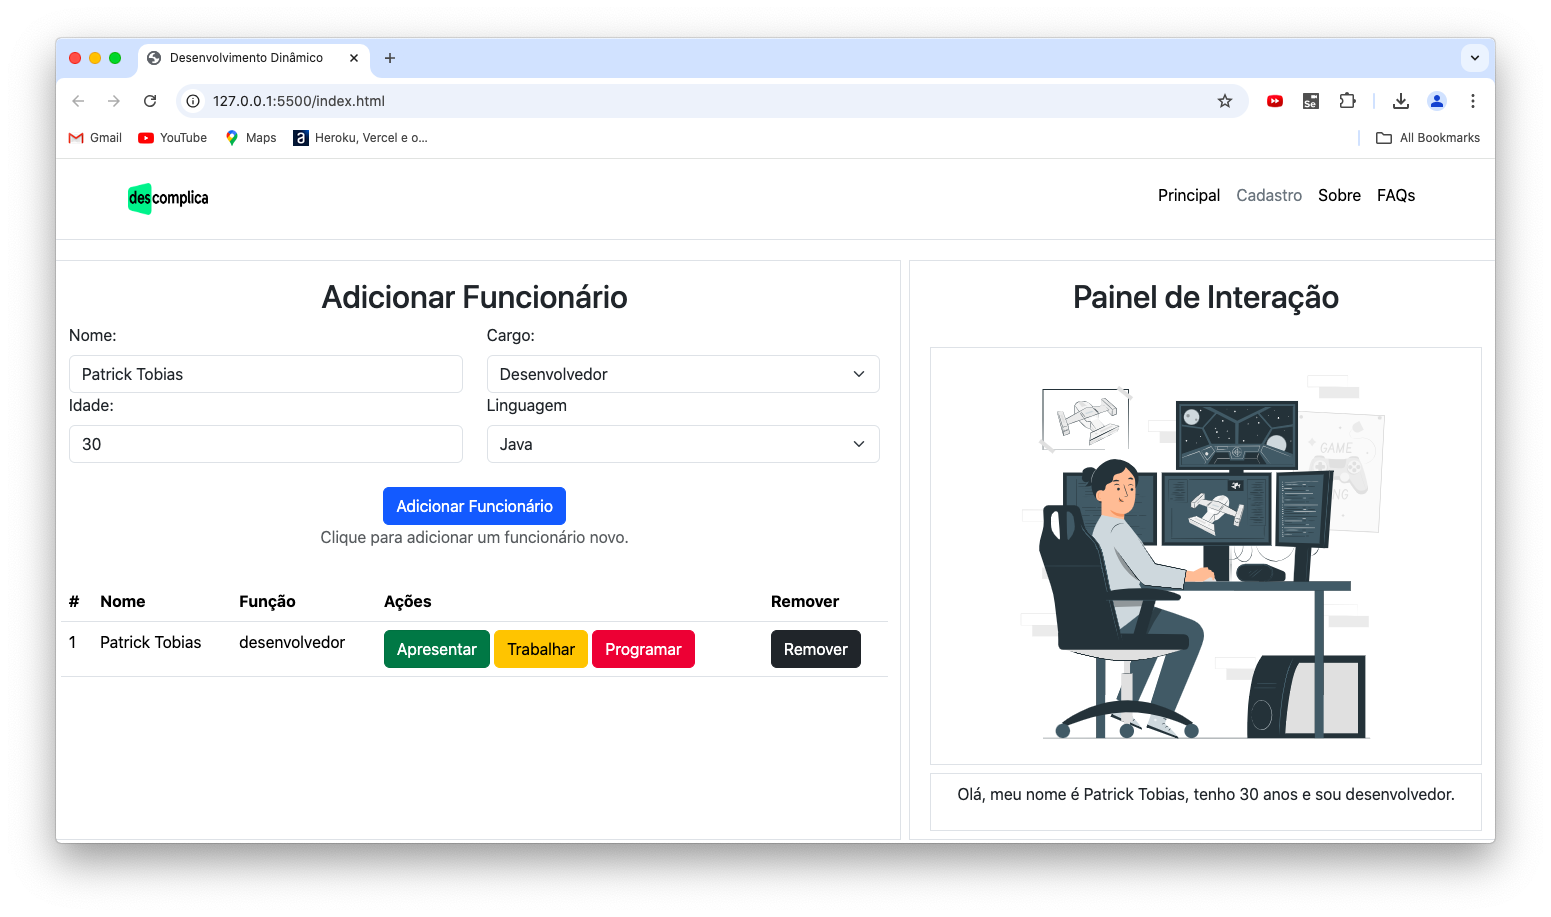 Desenvolvimento Dinâmico
127.0.0.1:5500/index.html
Se
Gmail YouTube Maps a Heroku, Vercel e o... All Bookmarks
descomplica
Principal Cadastro Sobre FAQs
Adicionar Funcionário
Nome: Cargo:
Patrick Tobias Desenvolvedor
Idade: Linguagem
30 Java
Adicionar Funcionário
Clique para adicionar um funcionário novo.
# Nome Função Ações Remover
1 Patrick Tobias desenvolvedor Apresentar Trabalhar Programar Remover
Painel de Interação
GAME
Olá, meu nome é Patrick Tobias, tenho 30 anos e sou desenvolvedor.